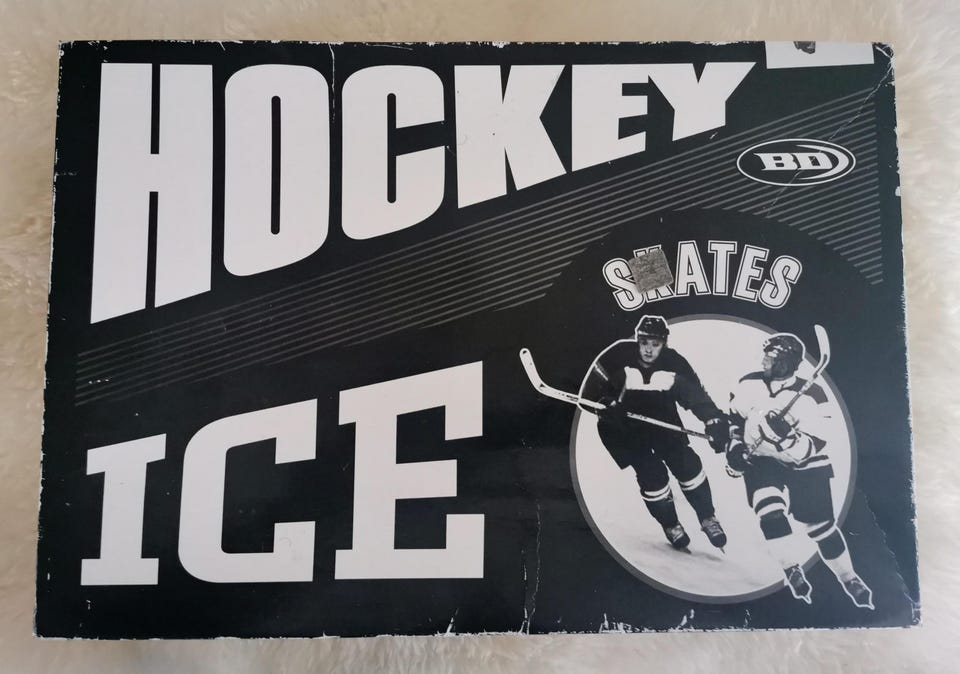 HOCKEY
BD
SKATES
ICE